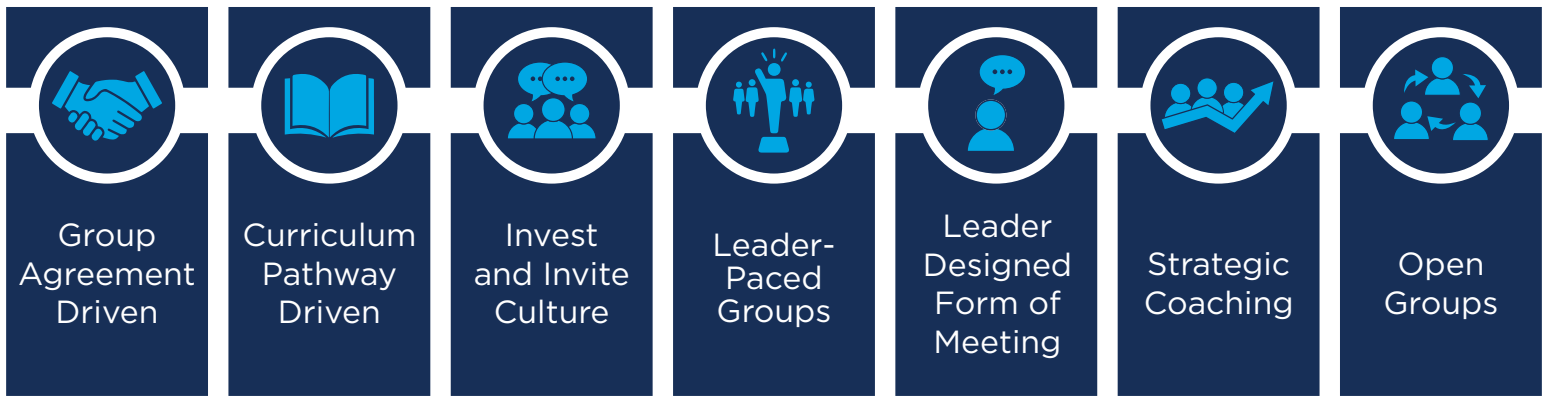 Group
Agreement
Driven
Curriculum
Pathway
Driven
Invest
and Invite
Culture
Leader-
Paced
Groups
Leader
Designed
Form of
Meeting
Strategic
Coaching
Open
Groups